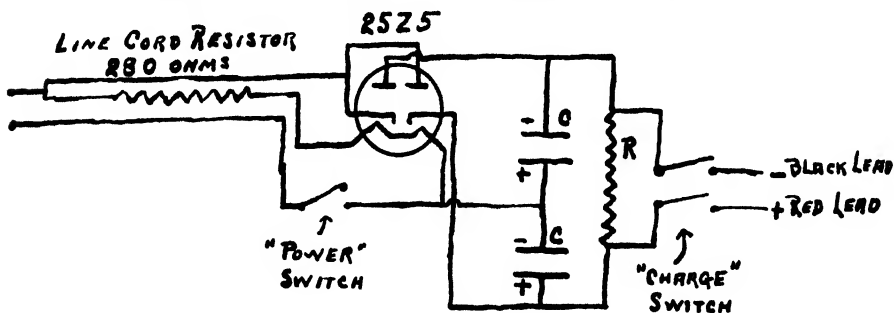 25Z5
LINE CORD RESISTOR
280 OHMS
- C
+
R
- BLACK LEAD
+ RED LEAD
- C
+
"POWER"
SWITCH
"CHARGE"
SWITCH